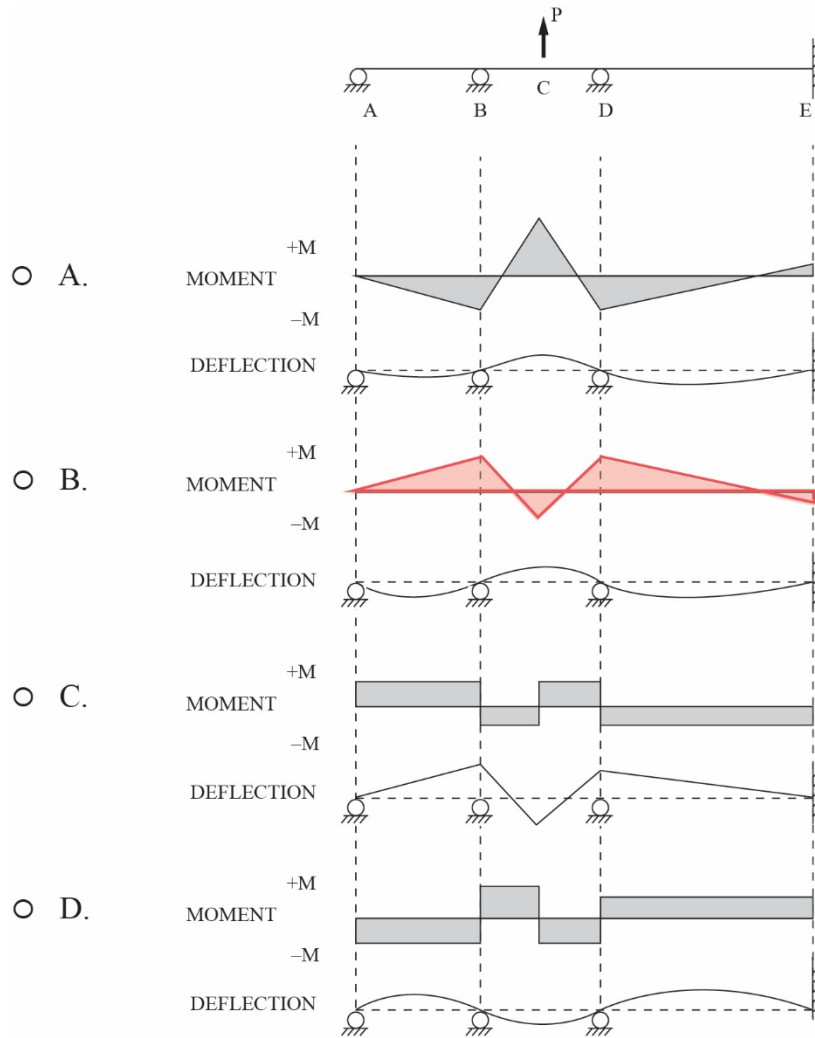 P
A B C D E
+M
A. MOMENT
–M
DEFLECTION
+M
B. MOMENT
–M
DEFLECTION
+M
C. MOMENT
–M
DEFLECTION
+M
D. MOMENT
–M
DEFLECTION